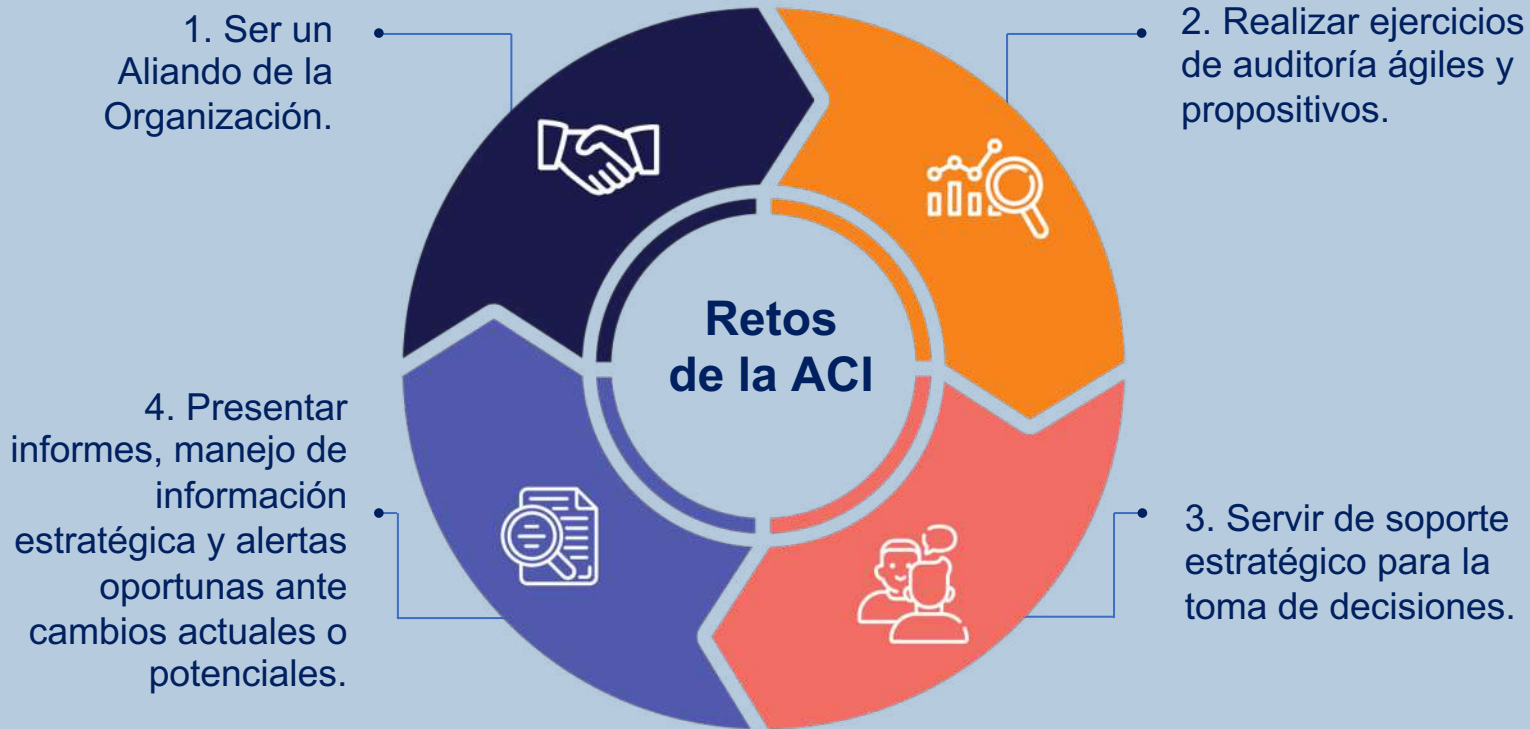 1. Ser un
Aliando de la
Organización.
2. Realizar ejercicios
de auditoría ágiles y
propositivos.
Retos
de la ACI
3. Servir de soporte
estratégico para la
toma de decisiones.
4. Presentar
informes, manejo de
información
estratégica y alertas
oportunas ante
cambios actuales o
potenciales.